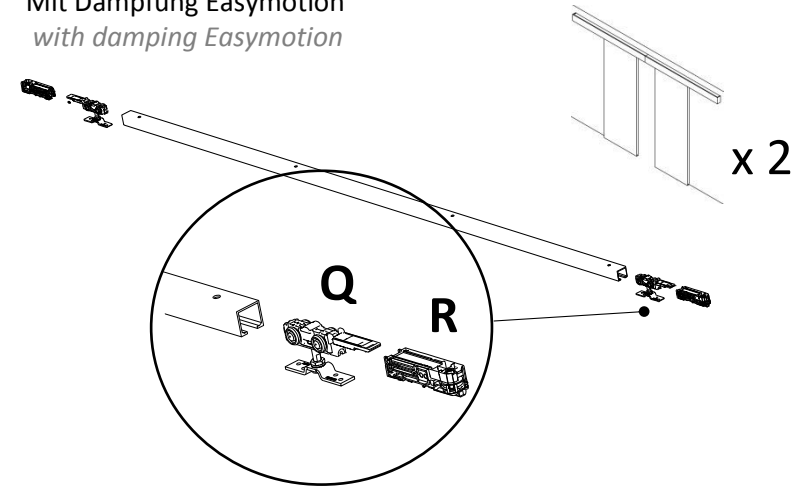 Mit Dämpfung Easymotion
with damping Easymotion
x 2
Q
R